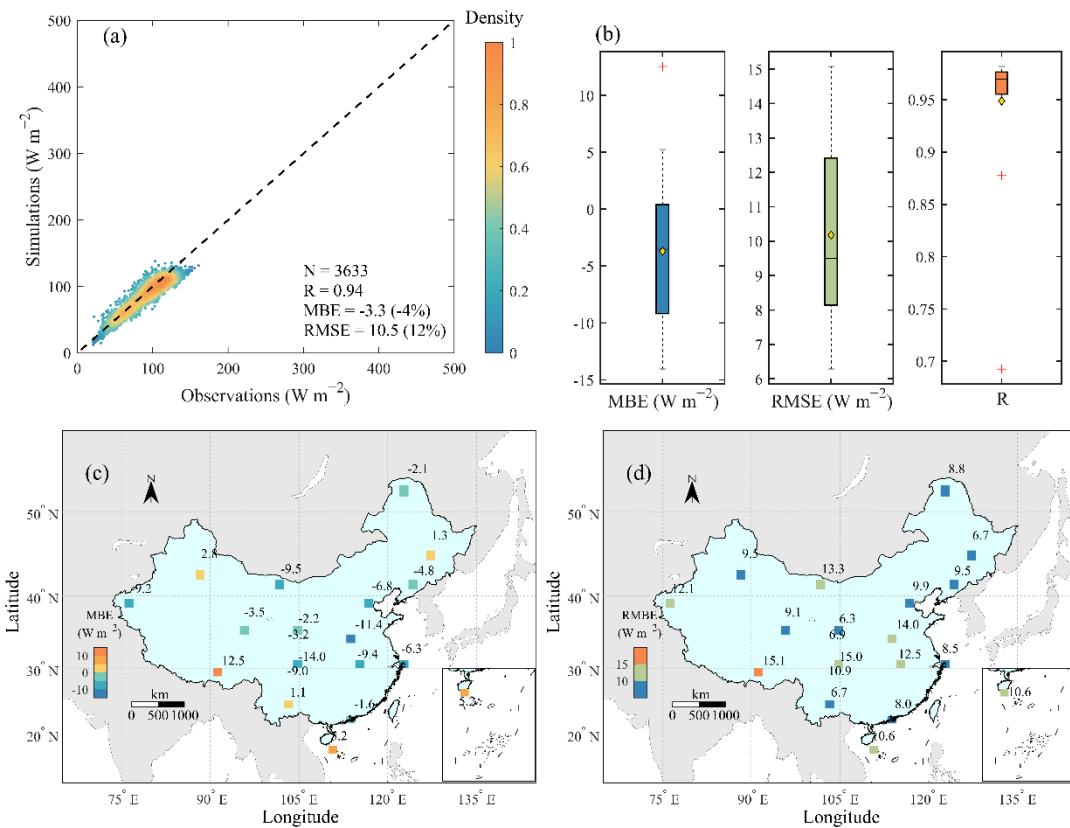 (a)
Density
500
400
300
200
100
0
0
100
200
300
400
500
Simulations (W m−2)
Observations (W m−2)
N = 3633
R = 0.94
MBE = -3.3 (-4%)
RMSE = 10.5 (12%)
1
0.8
0.6
0.4
0.2
0
(b)
10
5
0
-5
-10
-15
MBE (W m−2)
15
14
13
12
11
10
9
8
7
6
RMSE (W m−2)
0.95
0.9
0.85
0.8
0.75
0.7
R
(c)
N
-2.1
1.3
2.8
-9.5
-4.8
-9.2
-6.8
-3.5
-2.2
-11.4
-3.2
12.5
-14.0
-9.4
-6.3
-9.0
1.1
-1.6
5.2
5.2
MBE
(W m−2)
10
0
-10
km
0 500 1000
50° N
40° N
30° N
20° N
75° E
90° E
105° E
120° E
135° E
Latitude
Longitude
(d)
N
8.8
6.7
9.5
13.3
9.5
12.1
9.9
9.1
6.3
14.0
6.9
15.1
15.0
12.5
8.5
10.9
6.7
8.0
10.6
10.6
RMBE
(W m−2)
15
10
km
0 500 1000
50° N
40° N
30° N
20° N
75° E
90° E
105° E
120° E
135° E
Latitude
Longitude